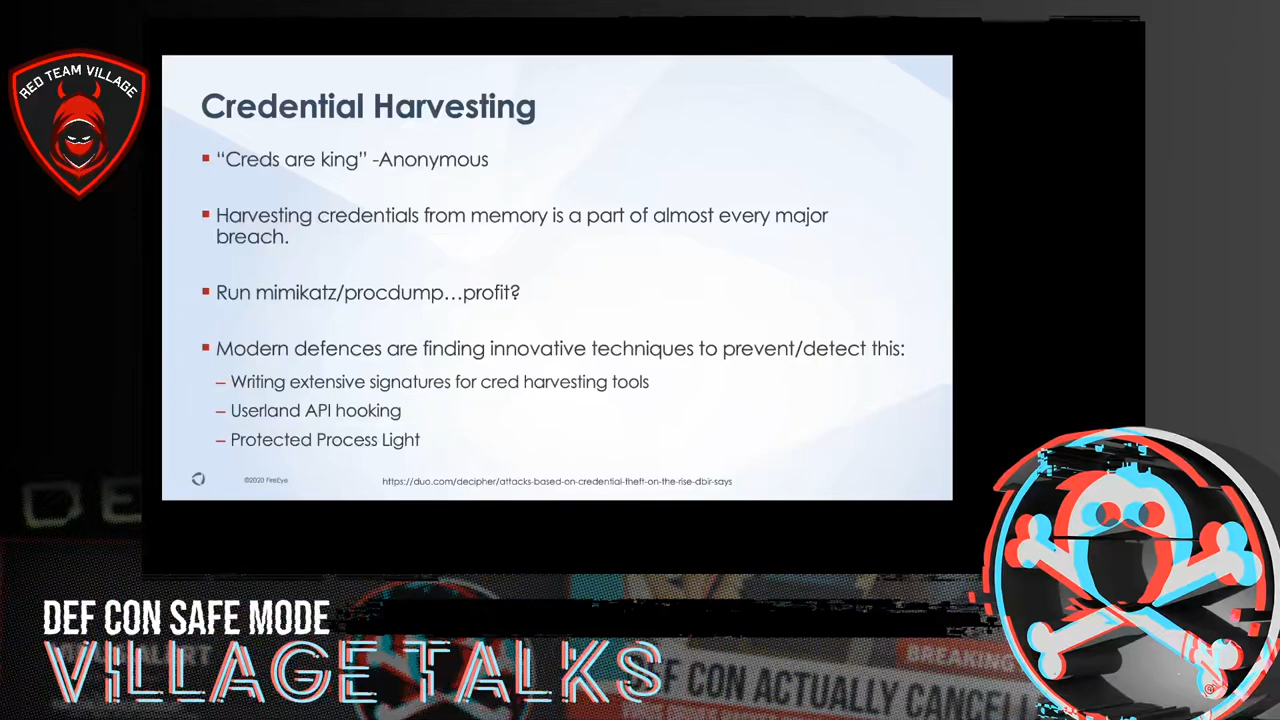 RED TEAM VILLAGE
Credential Harvesting
▪ “Creds are king” -Anonymous
▪ Harvesting credentials from memory is a part of almost every major
breach.
▪ Run mimikatz/procdump…profit?
▪ Modern defences are finding innovative techniques to prevent/detect this:
– Writing extensive signatures for cred harvesting tools
– Userland API hooking
– Protected Process Light
©2020 FireEye
https://duo.com/decipher/attacks-based-on-credential-theft-on-the-rise-dbir-says
DE
DEF CON SAFE MODE
VILLAGE TALKS
BREAKING
DEF CON ACTUALLY CANCEL